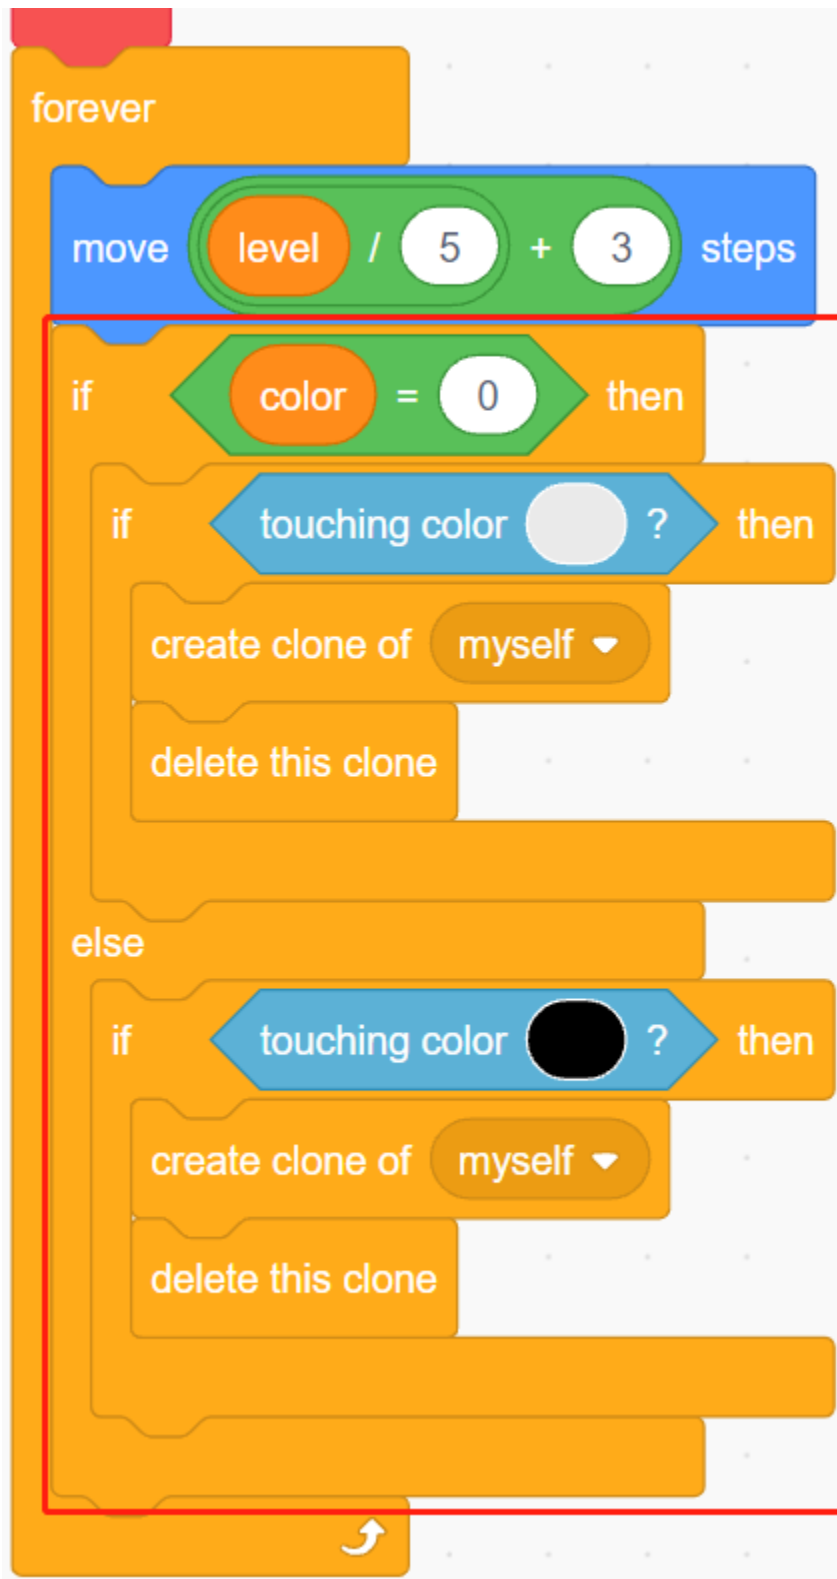 forever
move level / 5 + 3 steps
if color = 0 then
if touching color ? then
create clone of myself
delete this clone
else
if touching color ? then
create clone of myself
delete this clone